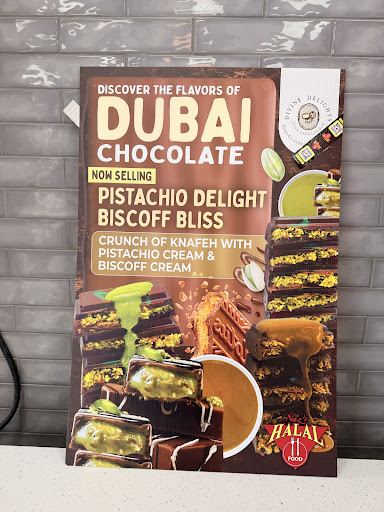 DISCOVER THE FLAVORS OF
DUBAI
CHOCOLATE
NOW SELLING
PISTACHIO DELIGHT
BISCOFF BLISS
CRUNCH OF KNAFEH WITH
PISTACHIO CREAM &
BISCOFF CREAM
DIVINE DELIGHTS
HALAL
FOOD